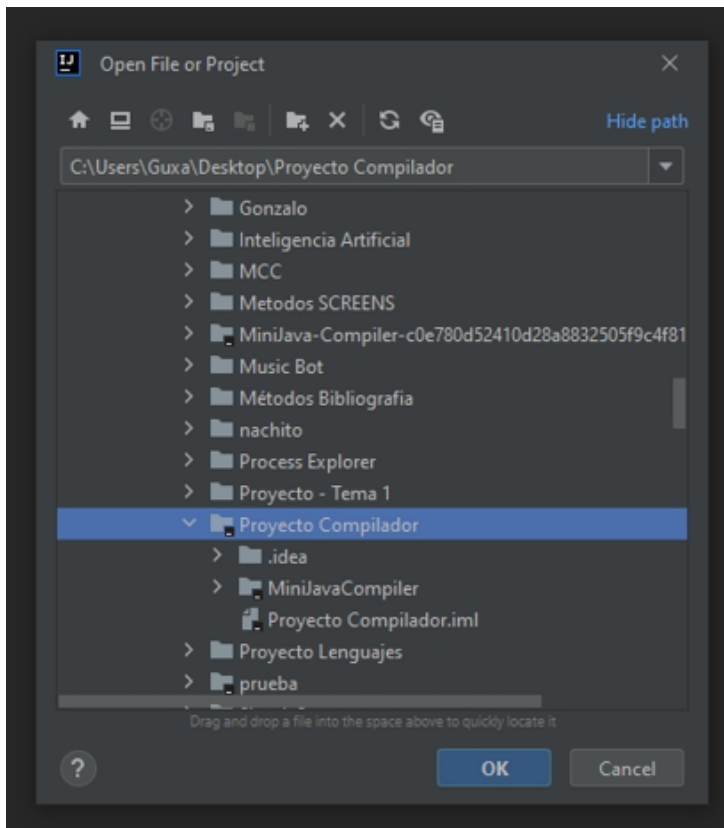 IJ Open File or Project
Hide path
C:\Users\Guxa\Desktop\Proyecto Compilador
Gonzalo
Inteligencia Artificial
MCC
Metodos SCREENS
MiniJava-Compiler-c0e780d52410d28a8832505f9c4f81
Music Bot
Métodos Bibliografia
nachito
Process Explorer
Proyecto - Tema 1
Proyecto Compilador
.idea
MiniJavaCompiler
Proyecto Compilador.iml
Proyecto Lenguajes
prueba
Drag and drop a file into the space above to quickly locate it
? OK Cancel